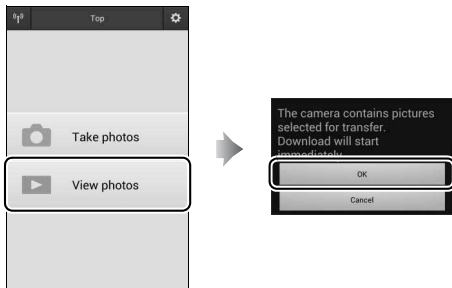 Top
Take photos
View photos
The camera contains pictures
selected for transfer.
Download will start
immediately.
OK
Cancel